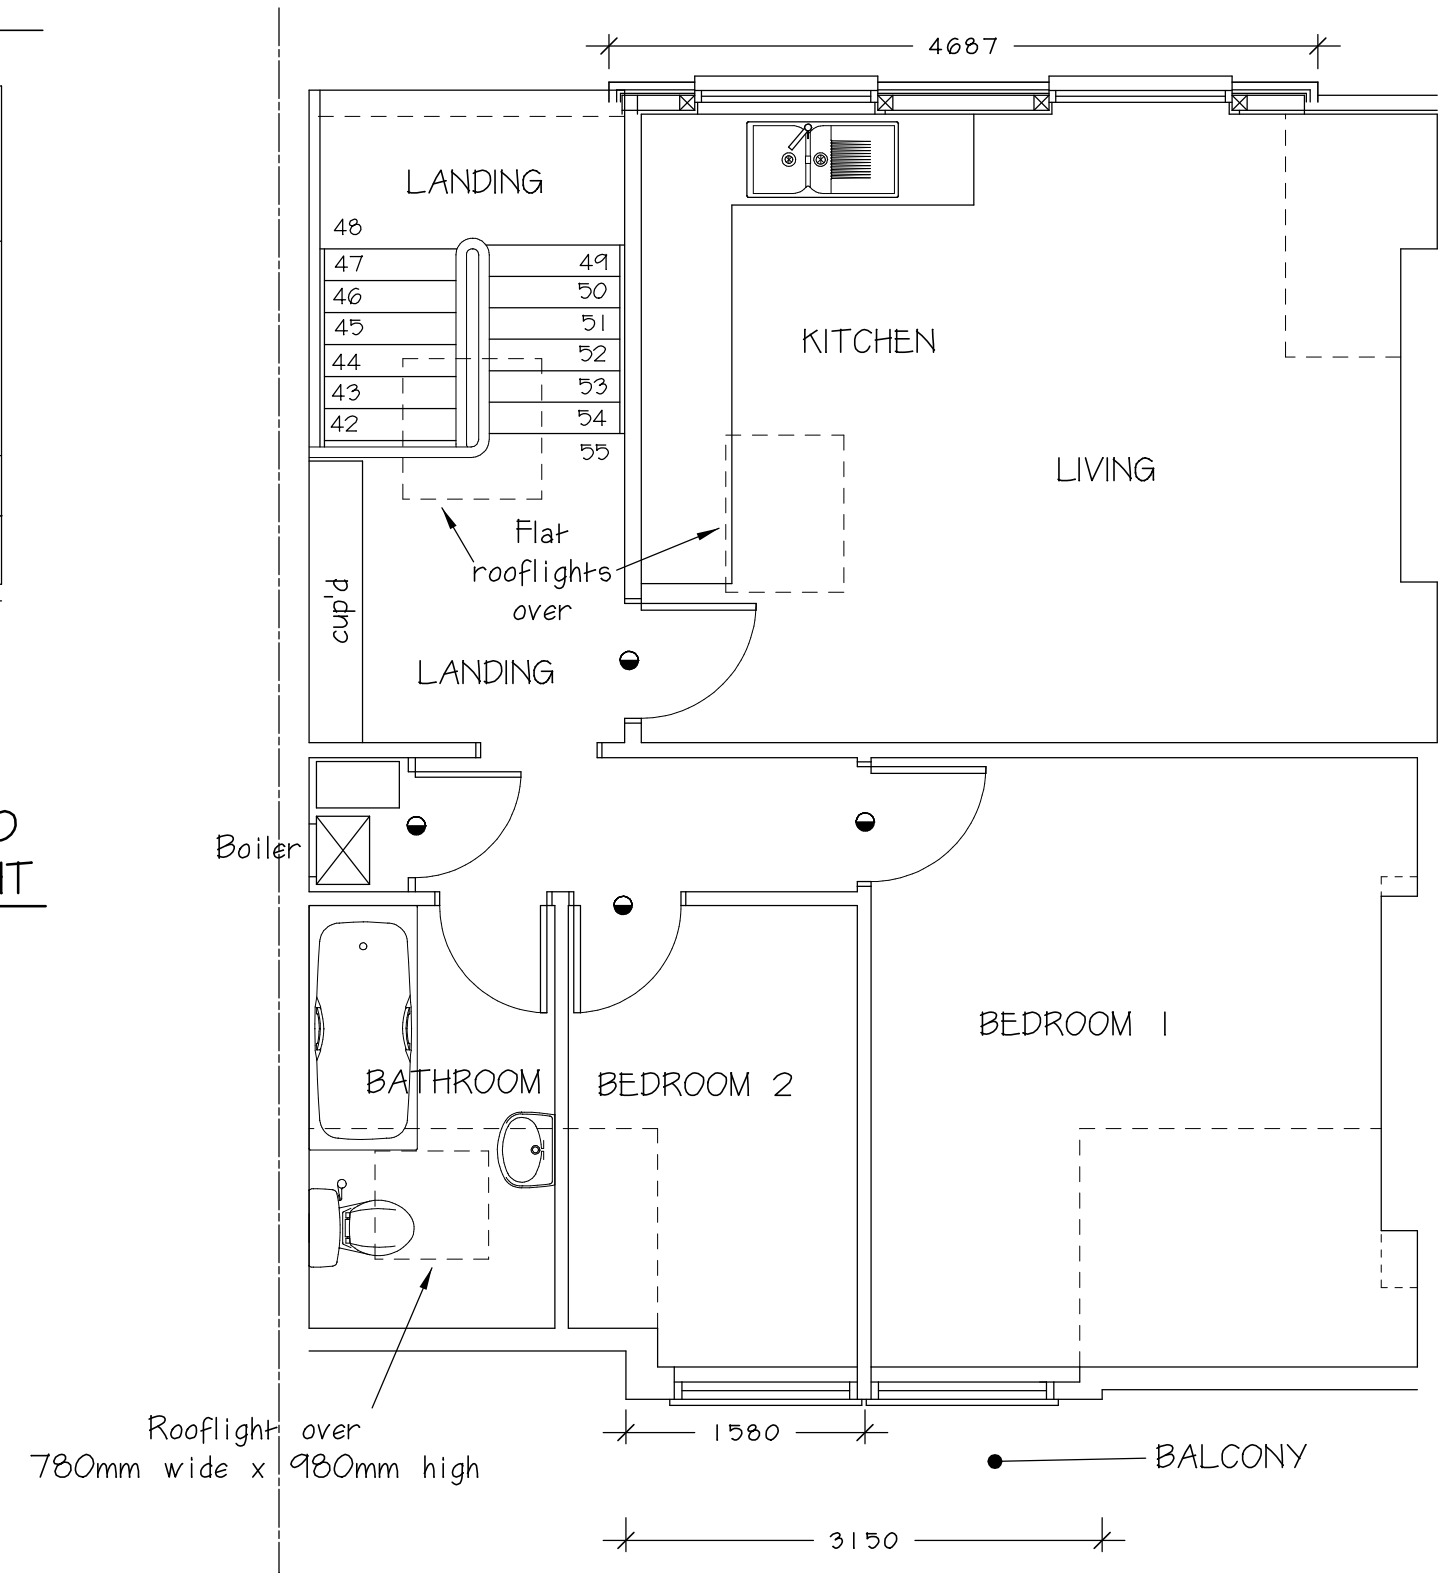 4687
LANDING
48
47
46
45
44
43
42
49
50
51
52
53
54
55
KITCHEN
LIVING
Flat
rooflights
over
cup'd
LANDING
Boiler
BATHROOM
BEDROOM 2
BEDROOM 1
Rooflight over
780mm wide x 980mm high
1580
BALCONY
3150